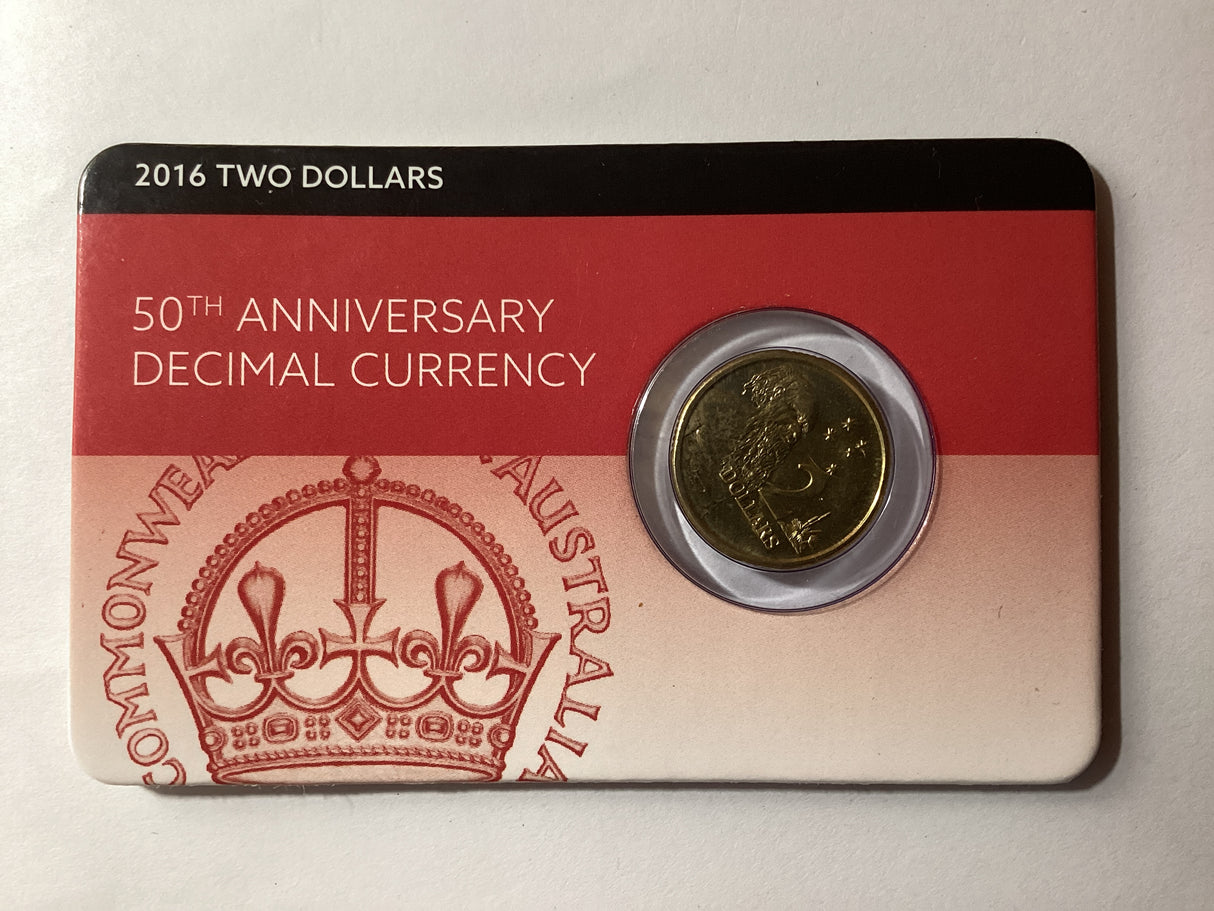 2016 TWO DOLLARS
50TH ANNIVERSARY
DECIMAL CURRENCY
COMMONWEA
AUSTRALIA
2
DOLLARS